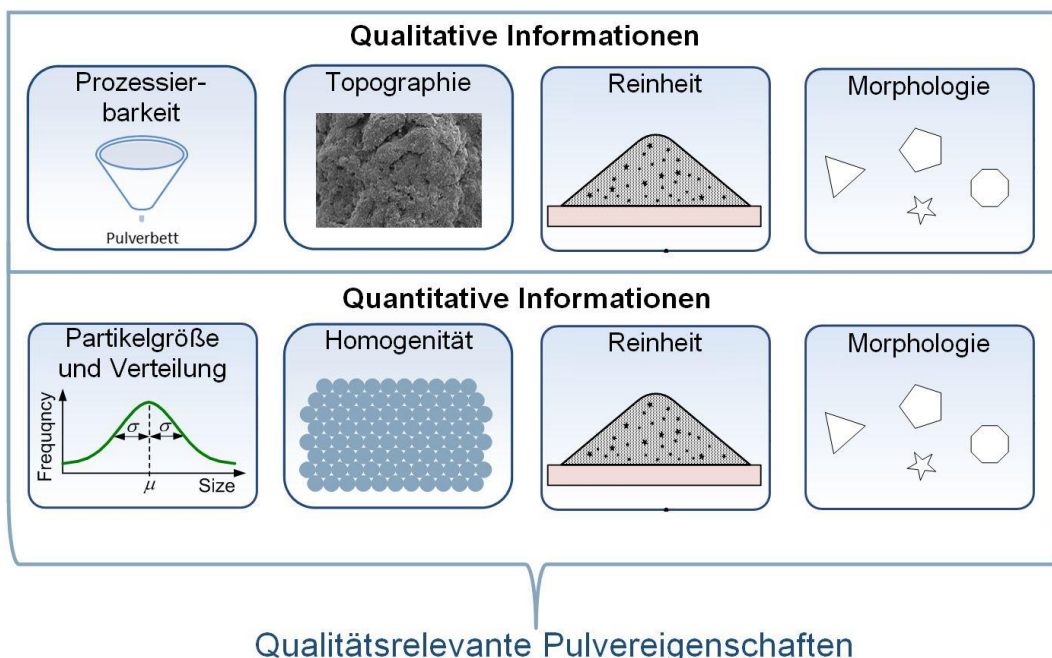 Qualitative Informationen
Prozessier-
barkeit
Pulverbett
Topographie
Reinheit
Morphologie
Quantitative Informationen
Partikelgröße
und Verteilung
Frequqncy
σ σ
μ
Size
Homogenität
Reinheit
Morphologie
Qualitätsrelevante Pulvereigenschaften